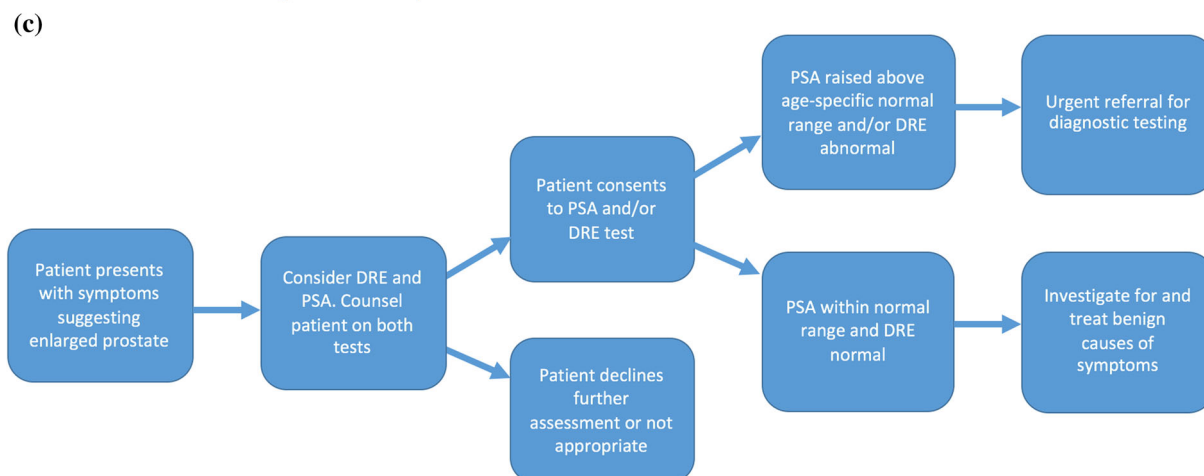 (c)
Patient presents
with symptoms
suggesting
enlarged prostate
Consider DRE and
PSA. Counsel
patient on both
tests
Patient consents
to PSA and/or
DRE test
Patient declines
further
assessment or not
appropriate
PSA raised above
age-specific normal
range and/or DRE
abnormal
Urgent referral for
diagnostic testing
PSA within normal
range and DRE
normal
Investigate for and
treat benign
causes of
symptoms